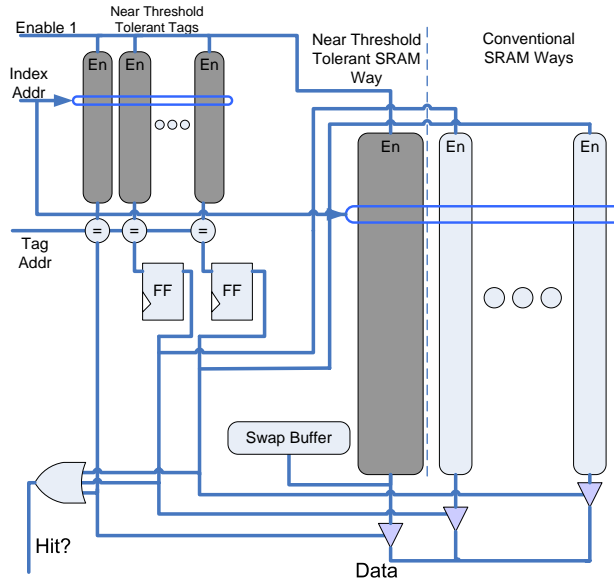 Enable 1
Near Threshold
Tolerant Tags
Near Threshold
Tolerant SRAM
Way
Conventional
SRAM Ways
En
En
En
Index
Addr
En
En
En
=
=
=
Tag
Addr
FF
FF
Swap Buffer
Hit?
Data